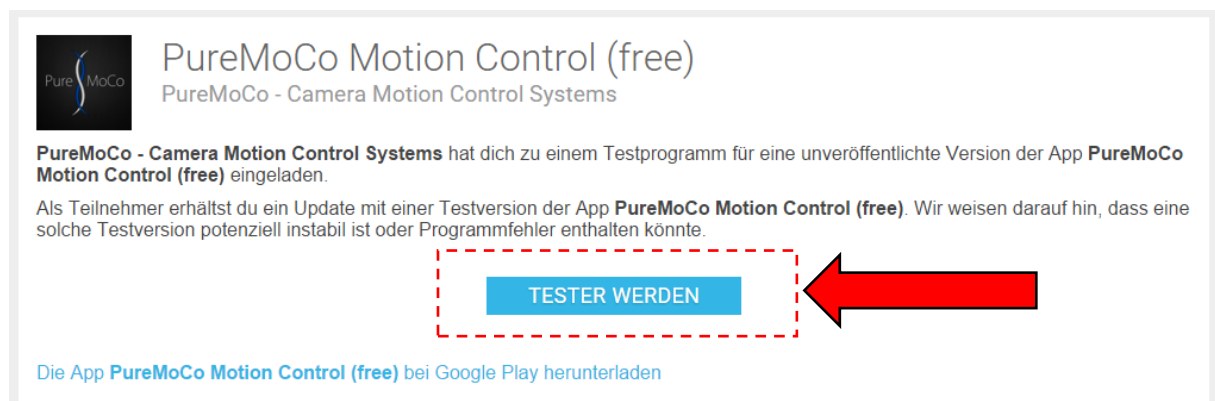 Pure MoCo
PureMoCo Motion Control (free)
PureMoCo - Camera Motion Control Systems
PureMoCo - Camera Motion Control Systems hat dich zu einem Testprogramm für eine unveröffentlichte Version der App PureMoCo
Motion Control (free) eingeladen.
Als Teilnehmer erhältst du ein Update mit einer Testversion der App PureMoCo Motion Control (free). Wir weisen darauf hin, dass eine
solche Testversion potenziell instabil ist oder Programmfehler enthalten könnte.
TESTER WERDEN
Die App PureMoCo Motion Control (free) bei Google Play herunterladen